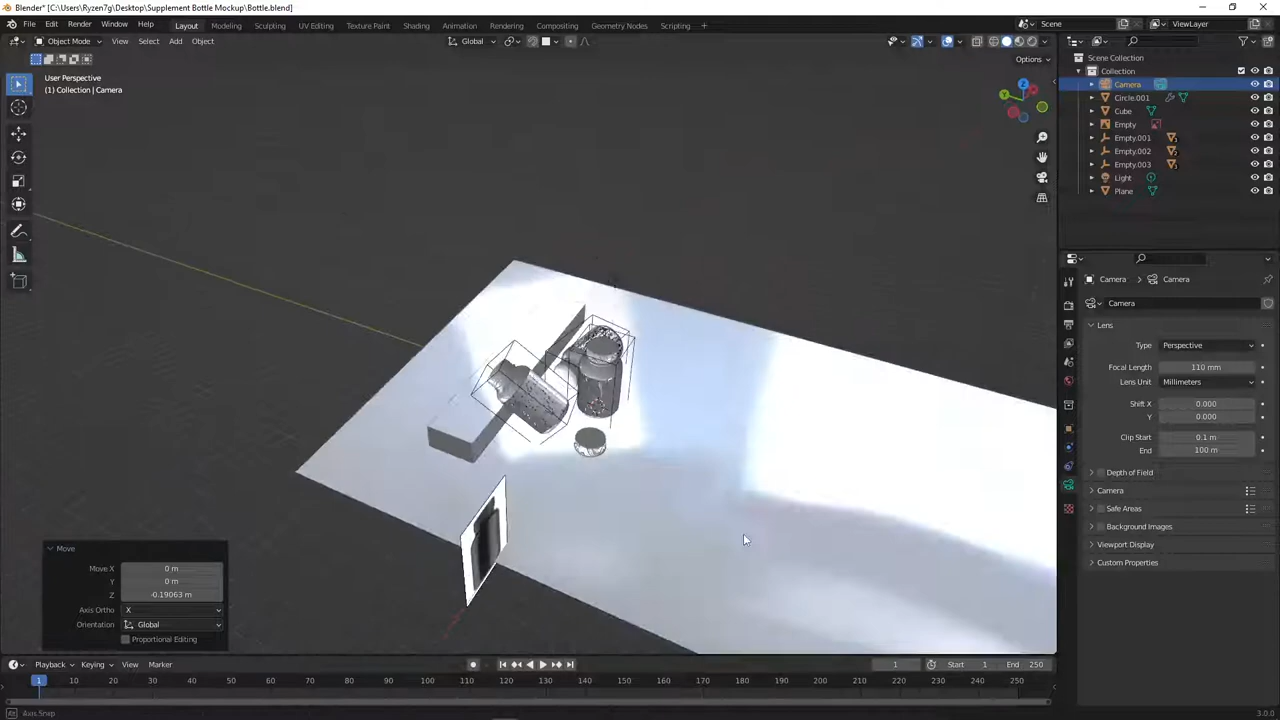 Blender* [C:\Users\Ryzen7g\Desktop\Supplement Bottle Mockup\Bottle.blend]
File Edit Render Window Help Layout Modeling Sculpting UV Editing Texture Paint Shading Animation Rendering Compositing Geometry Nodes Scripting + Scene ViewLayer
Object Mode View Select Add Object Global
Options
User Perspective
(1) Collection | Camera
Scene Collection
Collection
Camera
Circle.001
Cube
Empty
Empty.001
Empty.002
Empty.003
Light
Plane
Camera Camera
Camera
Lens
Type Perspective
Focal Length 110 mm
Lens Unit Millimeters
Shift X 0.000
Y 0.000
Clip Start 0.1 m
End 100 m
Depth of Field
Camera
Safe Areas
Background Images
Viewport Display
Custom Properties
Move
Move X 0 m
Y 0 m
Z -0.19063 m
Axis Ortho X
Orientation Global
Proportional Editing
Playback Keying View Marker 1 Start 1 End 250
1 10 20 30 40 50 60 70 80 90 100 110 120 130 140 150 160 170 180 190 200 210 220 230 240 250
Axis Snap 3.0.0